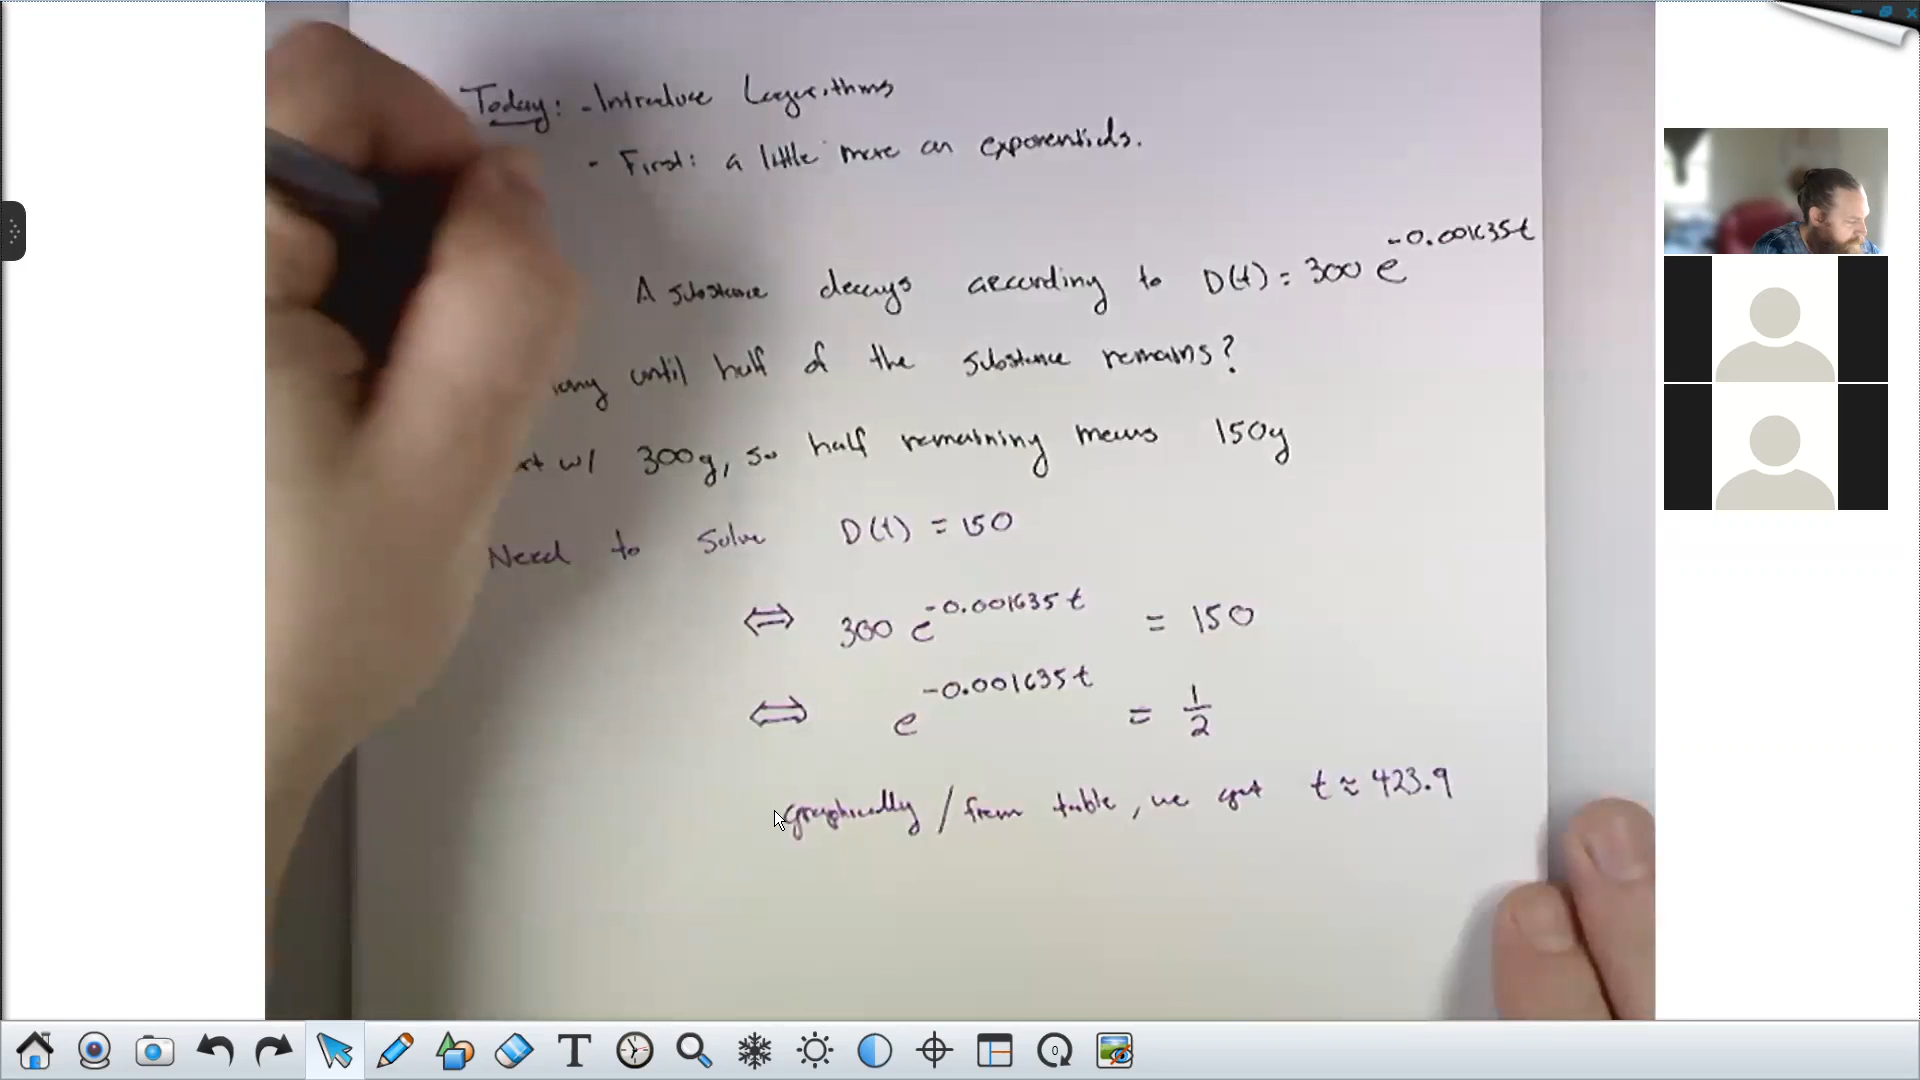 Today: - Introduce Logarithms
- First: a little more on exponentials.
A substance decays according to D(t) = 300 e^{-0.001635t}
until half of the substance remains?
w/ 300g, so half remaining means 150g
Need to solve D(t) = 150
⇔ 300 e^{-0.001635t} = 150
⇔ e^{-0.001635t} = 1/2
graphically / from table, we get t ≈ 423.9